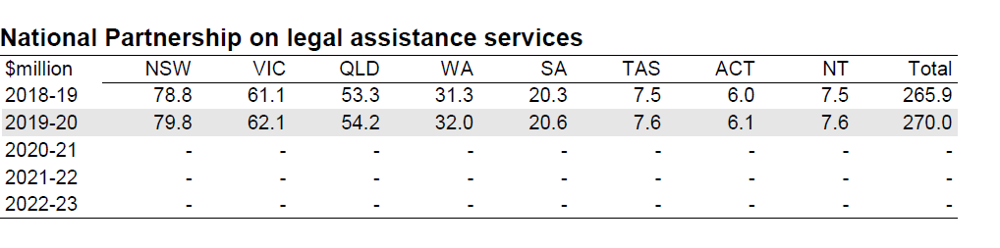 National Partnership on legal assistance services
$million NSW VIC QLD WA SA TAS ACT NT Total
2018-19 78.8 61.1 53.3 31.3 20.3 7.5 6.0 7.5 265.9
2019-20 79.8 62.1 54.2 32.0 20.6 7.6 6.1 7.6 270.0
2020-21 - - - - - - - - -
2021-22 - - - - - - - - -
2022-23 - - - - - - - - -